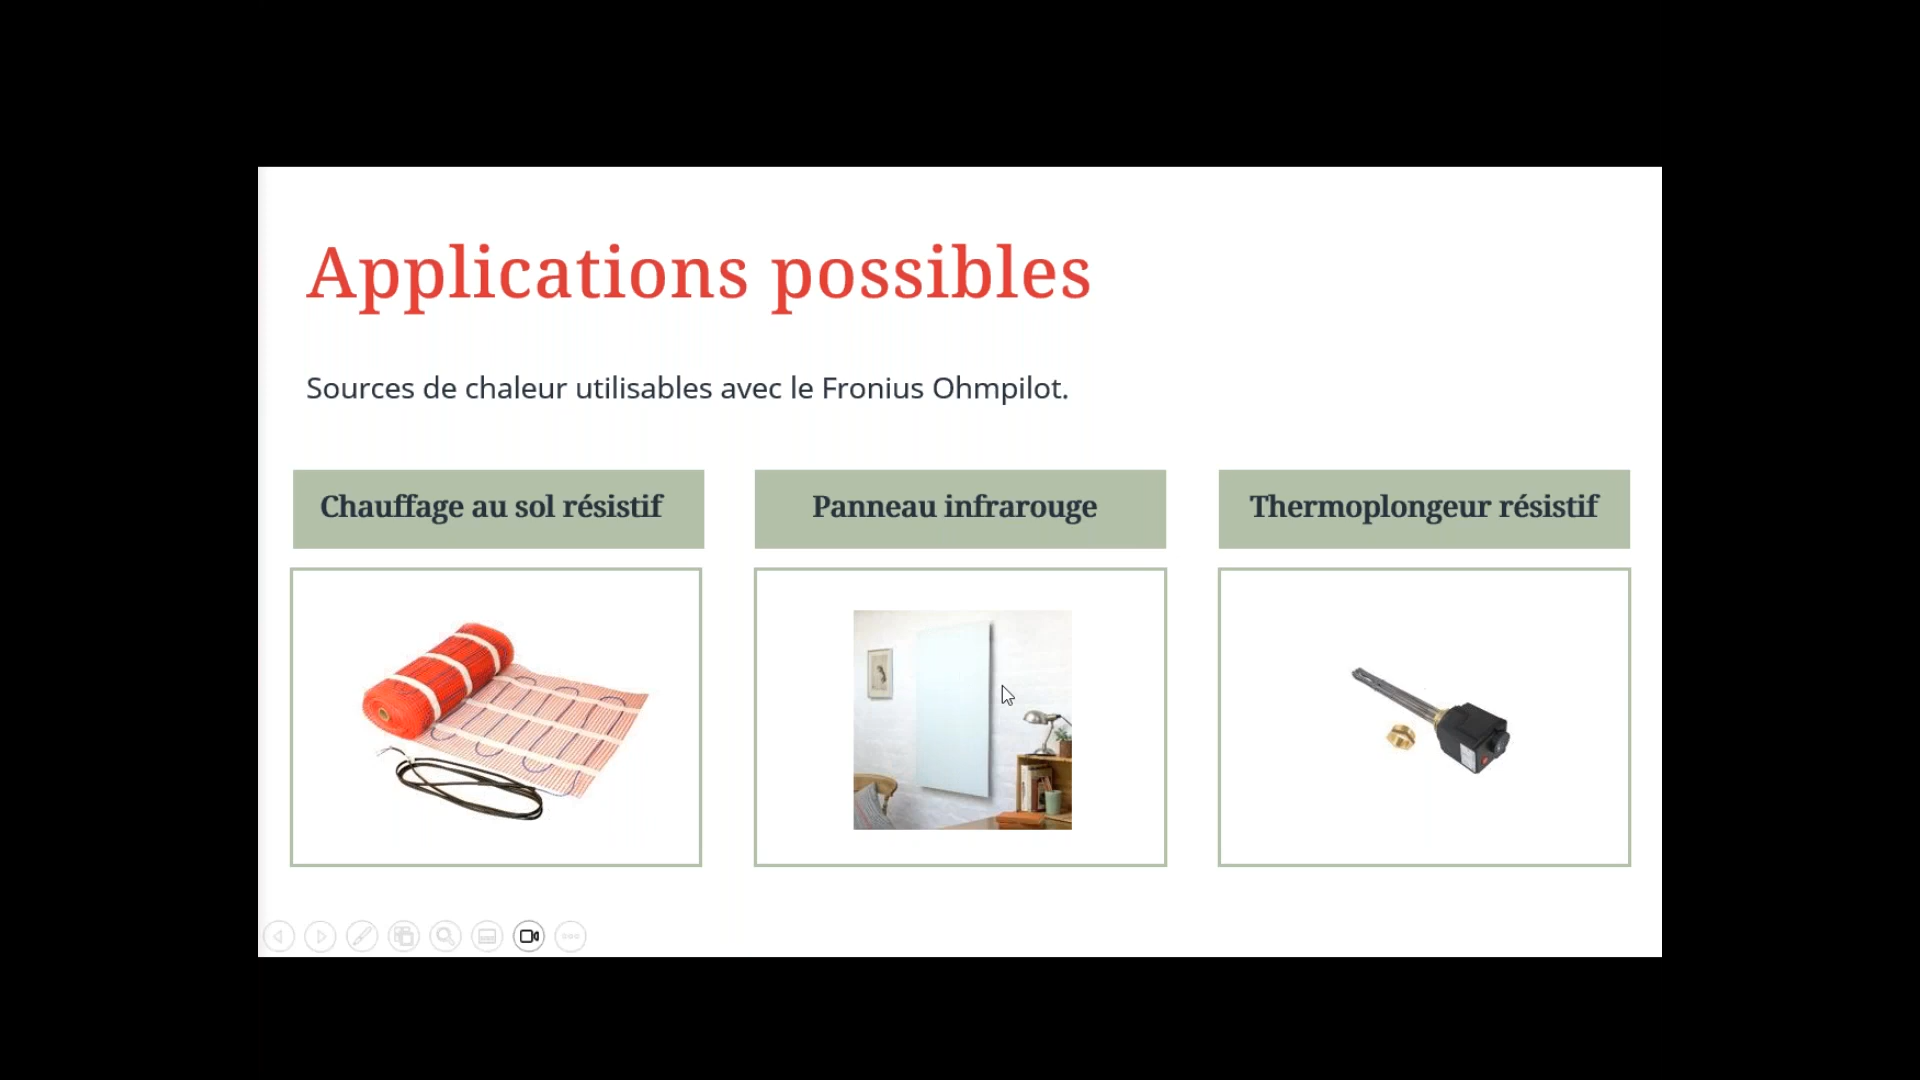 Applications possibles
Sources de chaleur utilisables avec le Fronius Ohmpilot.
Chauffage au sol résistif
Panneau infrarouge
Thermoplongeur résistif